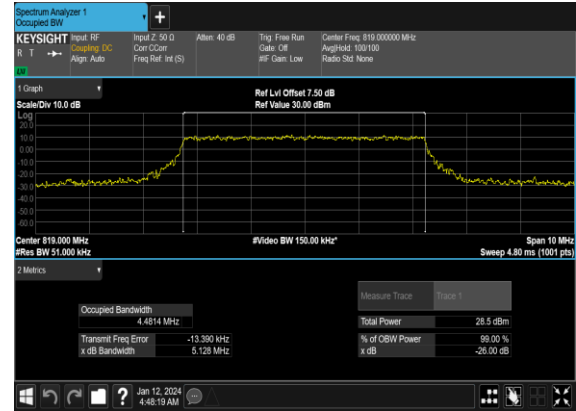 Spectrum Analyzer 1
Occupied BW
KEYSIGHT Input: RF Input Z: 50 Ω Atten: 40 dB Trig: Free Run Center Freq: 819.000000 MHz
R T Coupling: DC Corr CCorr Gate: Off Avg|Hold: 100/100
Align: Auto Freq Ref: Int (S) #IF Gain: Low Radio Std: None
LV
1 Graph Ref Lvl Offset 7.50 dB
Scale/Div 10.0 dB Ref Value 30.00 dBm
Log
20.0
10.0
0.00
-10.0
-20.0
-30.0
-40.0
-50.0
-60.0
Center 819.000 MHz #Video BW 150.00 kHz* Span 10 MHz
#Res BW 51.000 kHz Sweep 4.80 ms (1001 pts)
2 Metrics
Measure Trace Trace 1
Occupied Bandwidth
4.4814 MHz Total Power 28.5 dBm
Transmit Freq Error -13.390 kHz % of OBW Power 99.00 %
x dB Bandwidth 5.128 MHz x dB -26.00 dB
? Jan 12, 2024
4:48:19 AM